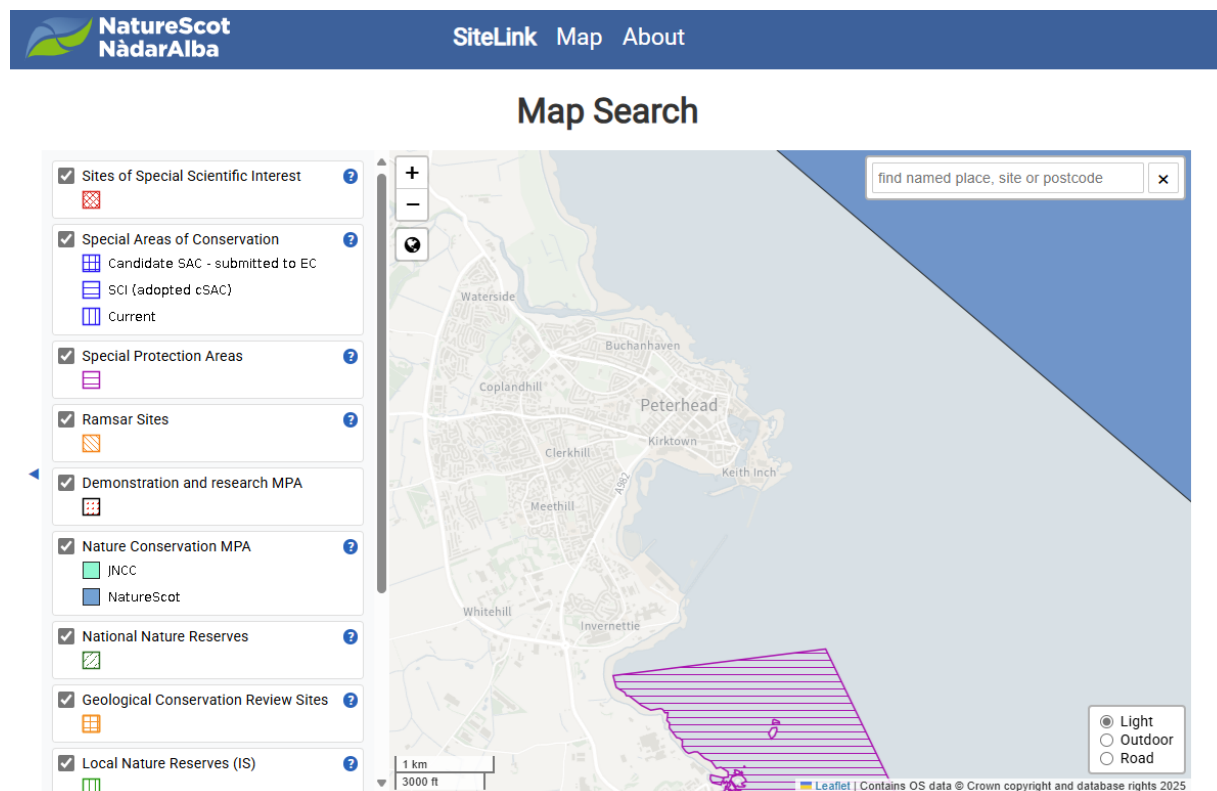 NatureScot
NàdarAlba
SiteLink Map About
Map Search
Sites of Special Scientific Interest
Special Areas of Conservation
Candidate SAC - submitted to EC
SCI (adopted cSAC)
Current
Special Protection Areas
Ramsar Sites
Demonstration and research MPA
Nature Conservation MPA
JNCC
NatureScot
National Nature Reserves
Geological Conservation Review Sites
Local Nature Reserves (IS)
+
−
find named place, site or postcode ×
Waterside
Buchanhaven
Coplandhill
Peterhead
Kirktown
Clerkhill
Keith Inch
A982
Meethill
Whitehill
Invernettie
1 km
3000 ft
Light
Outdoor
Road
Leaflet | Contains OS data © Crown copyright and database rights 2025